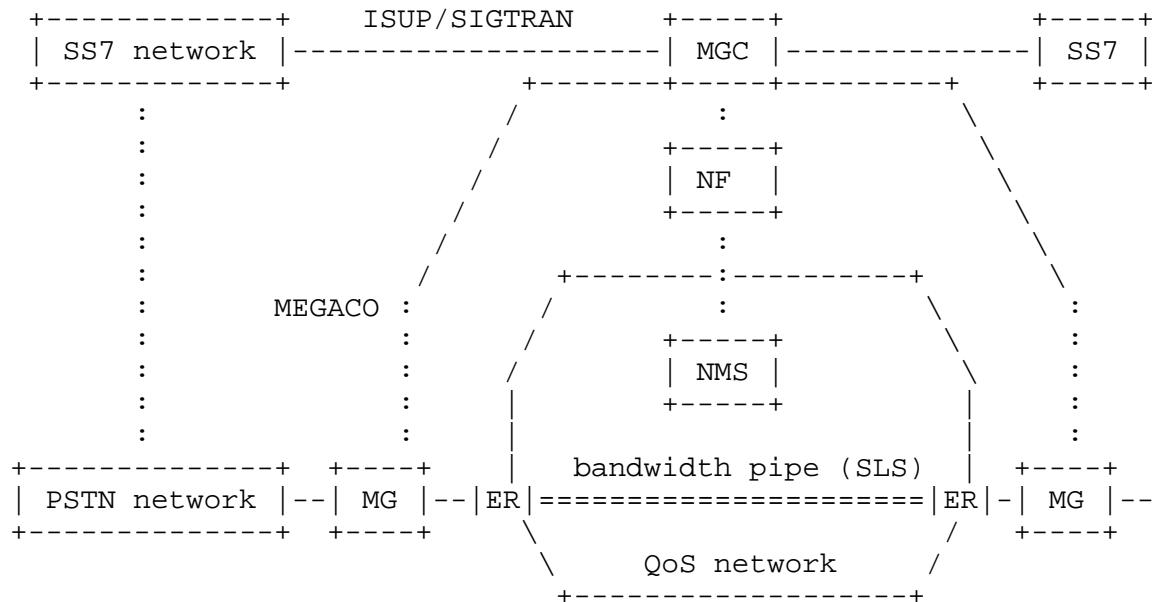 ISUP/SIGTRAN
SS7 network MGC SS7
NF
MEGACO
NMS
bandwidth pipe (SLS)
PSTN network MG ER ER MG
QoS network